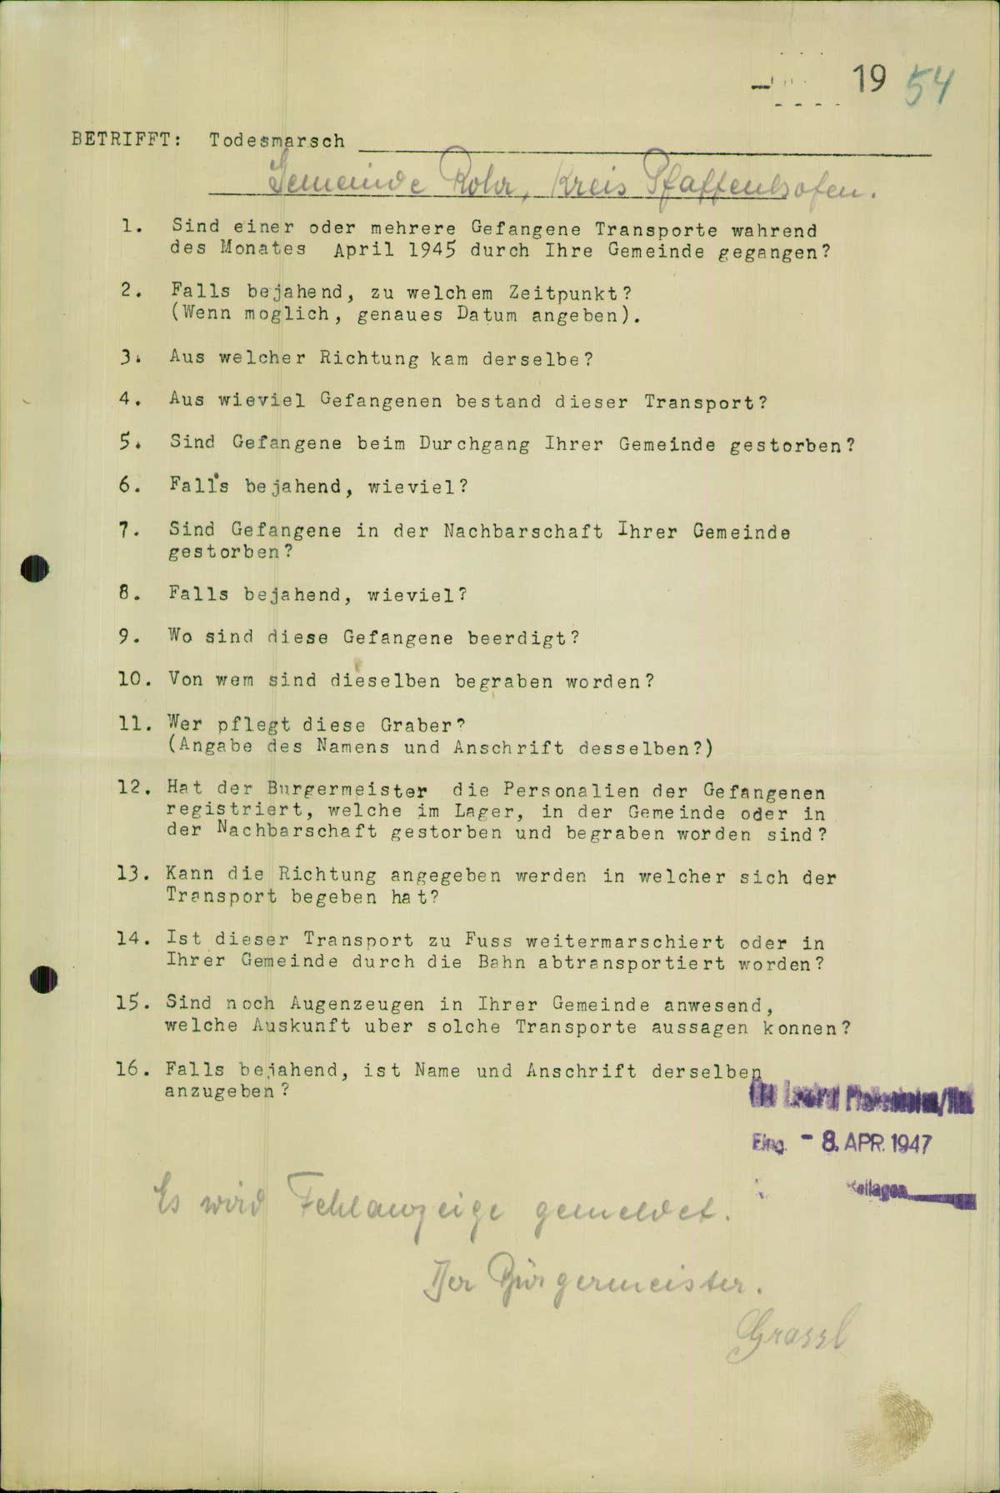 19 54
BETRIFFT: Todesmarsch
Gemeinde Rohr, Kreis Pfaffenhofen.
1. Sind einer oder mehrere Gefangene Transporte wahrend
des Monates April 1945 durch Ihre Gemeinde gegangen?
2. Falls bejahend, zu welchem Zeitpunkt?
(Wenn moglich, genaues Datum angeben).
3. Aus welcher Richtung kam derselbe?
4. Aus wieviel Gefangenen bestand dieser Transport?
5. Sind Gefangene beim Durchgang Ihrer Gemeinde gestorben?
6. Falls bejahend, wieviel?
7. Sind Gefangene in der Nachbarschaft Ihrer Gemeinde
gestorben?
8. Falls bejahend, wieviel?
9. Wo sind diese Gefangene beerdigt?
10. Von wem sind dieselben begraben worden?
11. Wer pflegt diese Graber?
(Angabe des Namens und Anschrift desselben?)
12. Hat der Burgermeister die Personalien der Gefangenen
registriert, welche im Lager, in der Gemeinde oder in
der Nachbarschaft gestorben und begraben worden sind?
13. Kann die Richtung angegeben werden in welcher sich der
Transport begeben hat?
14. Ist dieser Transport zu Fuss weitermarschiert oder in
Ihrer Gemeinde durch die Bahn abtransportiert worden?
15. Sind noch Augenzeugen in Ihrer Gemeinde anwesend,
welche Auskunft uber solche Transporte aussagen konnen?
16. Falls bejahend, ist Name und Anschrift derselben
anzugeben?
Eing. - 8. APR. 1947
Es wird Fehlanzeige gemeldet.
Der Bürgermeister.
Grassl